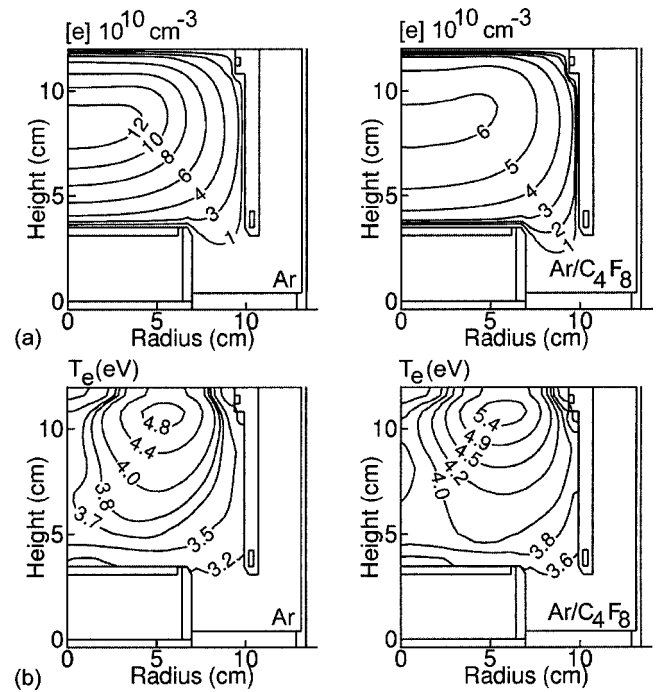 [e] 10^10 cm^-3
[e] 10^10 cm^-3
Height (cm)
10
5
0
12
10
8
6
4
3
1
Ar
0
5
10
Radius (cm)
Height (cm)
10
5
0
6
5
4
3
2
1
Ar/C4F8
0
5
10
Radius (cm)
(a)
Te(eV)
Te(eV)
Height (cm)
10
5
0
4.8
4.4
4.0
3.8
3.7
3.5
3.2
Ar
0
5
10
Radius (cm)
Height (cm)
10
5
0
5.4
4.9
4.5
4.2
4.0
3.8
3.6
Ar/C4F8
0
5
10
Radius (cm)
(b)